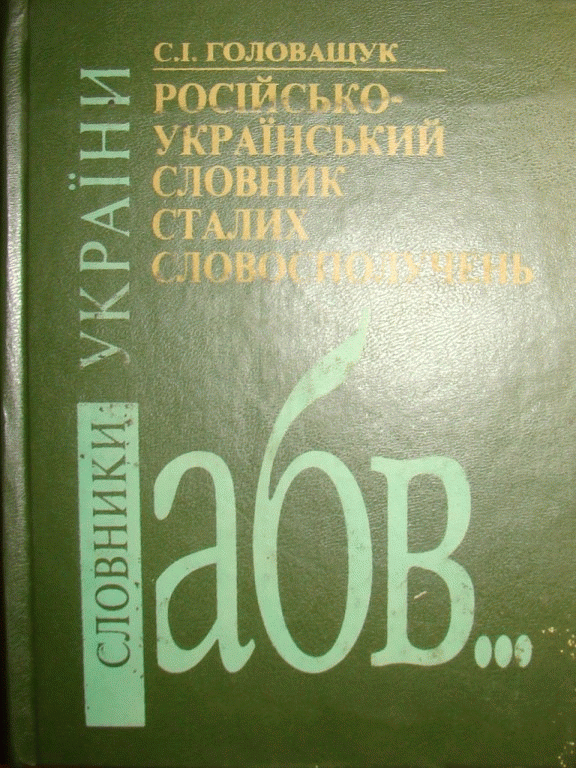 С.І. ГОЛОВАЩУК
РОСІЙСЬКО-
УКРАЇНСЬКИЙ
СЛОВНИК
СТАЛИХ
СЛОВОСПОЛУЧЕНЬ
СЛОВНИКИ УКРАЇНИ
абв...